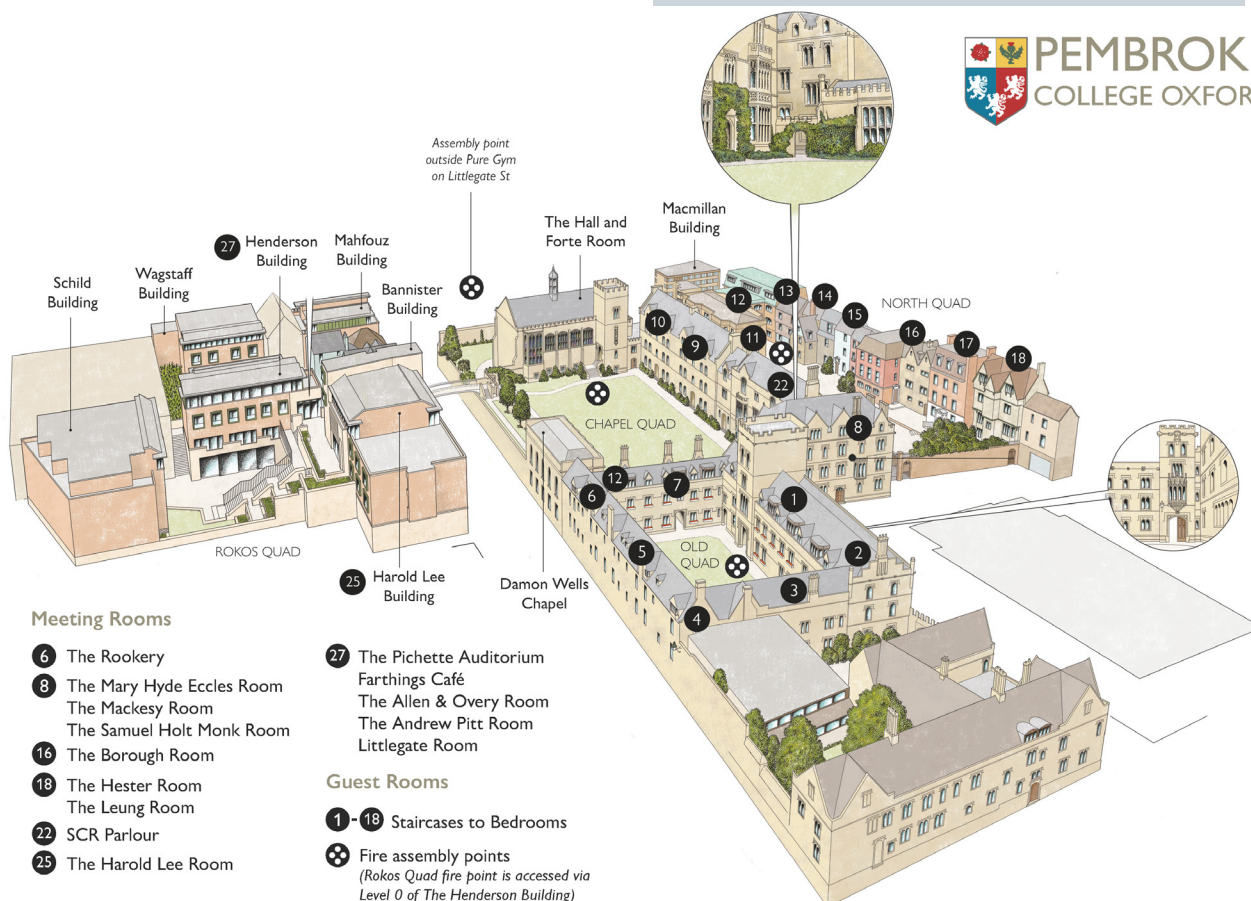 PEMBROK
COLLEGE OXFOR
Assembly point
outside Pure Gym
on Littlegate St
The Hall and
Forte Room
Macmillan
Building
27 Henderson
Building
Mahfouz
Building
Wagstaff
Building
Schild
Building
Bannister
Building
NORTH QUAD
10
9
12
13
14
15
11
16
17
18
22
8
CHAPEL QUAD
12
7
6
1
5
OLD
QUAD
2
3
4
ROKOS QUAD
25 Harold Lee
Building
Damon Wells
Chapel
Meeting Rooms
6 The Rookery
8 The Mary Hyde Eccles Room
The Mackesy Room
The Samuel Holt Monk Room
16 The Borough Room
18 The Hester Room
The Leung Room
22 SCR Parlour
25 The Harold Lee Room
27 The Pichette Auditorium
Farthings Café
The Allen & Overy Room
The Andrew Pitt Room
Littlegate Room
Guest Rooms
1-18 Staircases to Bedrooms
Fire assembly points
(Rokos Quad fire point is accessed via
Level 0 of The Henderson Building)